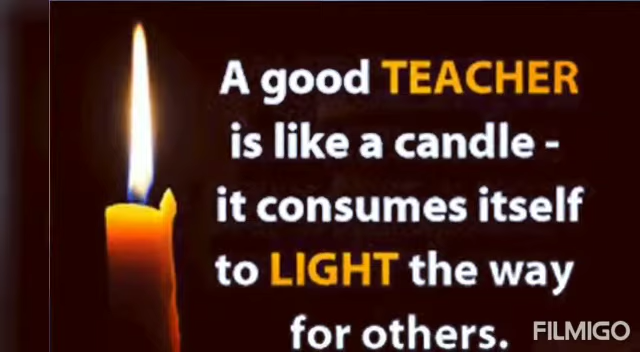 A good TEACHER
is like a candle -
it consumes itself
to LIGHT the way
for others.
FILMIGO